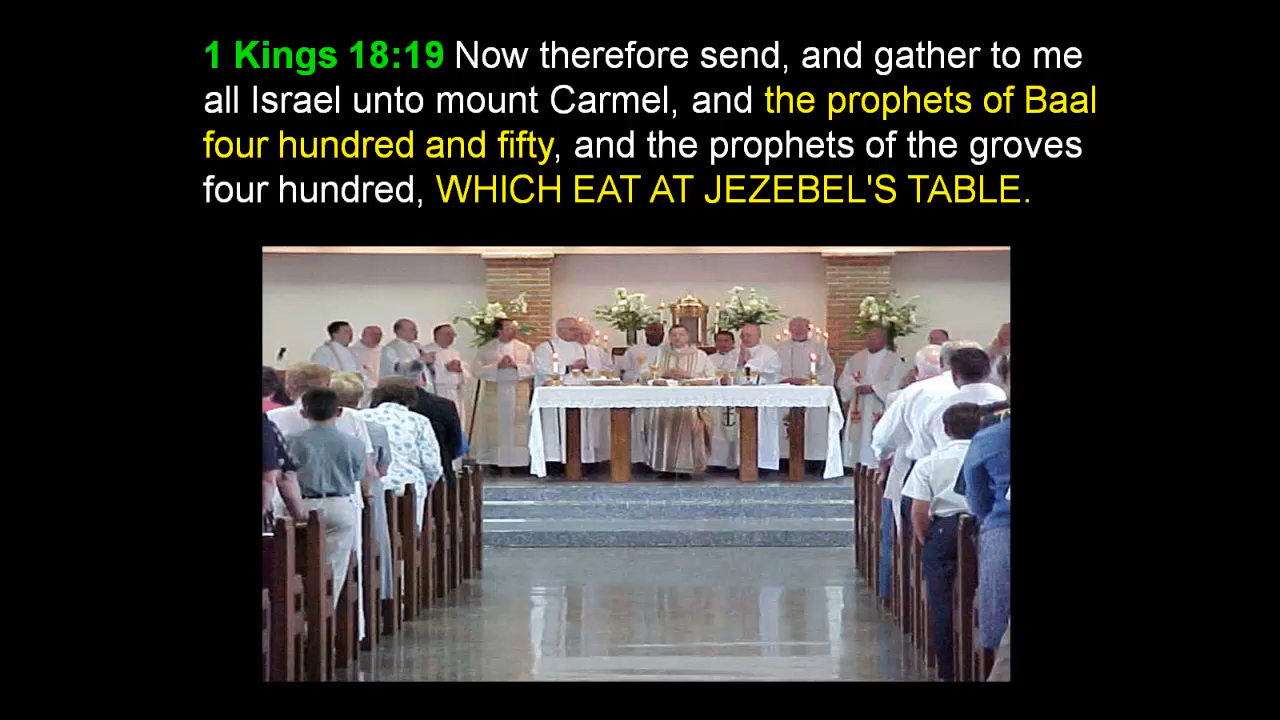 1 Kings 18:19 Now therefore send, and gather to me
all Israel unto mount Carmel, and the prophets of Baal
four hundred and fifty, and the prophets of the groves
four hundred, WHICH EAT AT JEZEBEL'S TABLE.